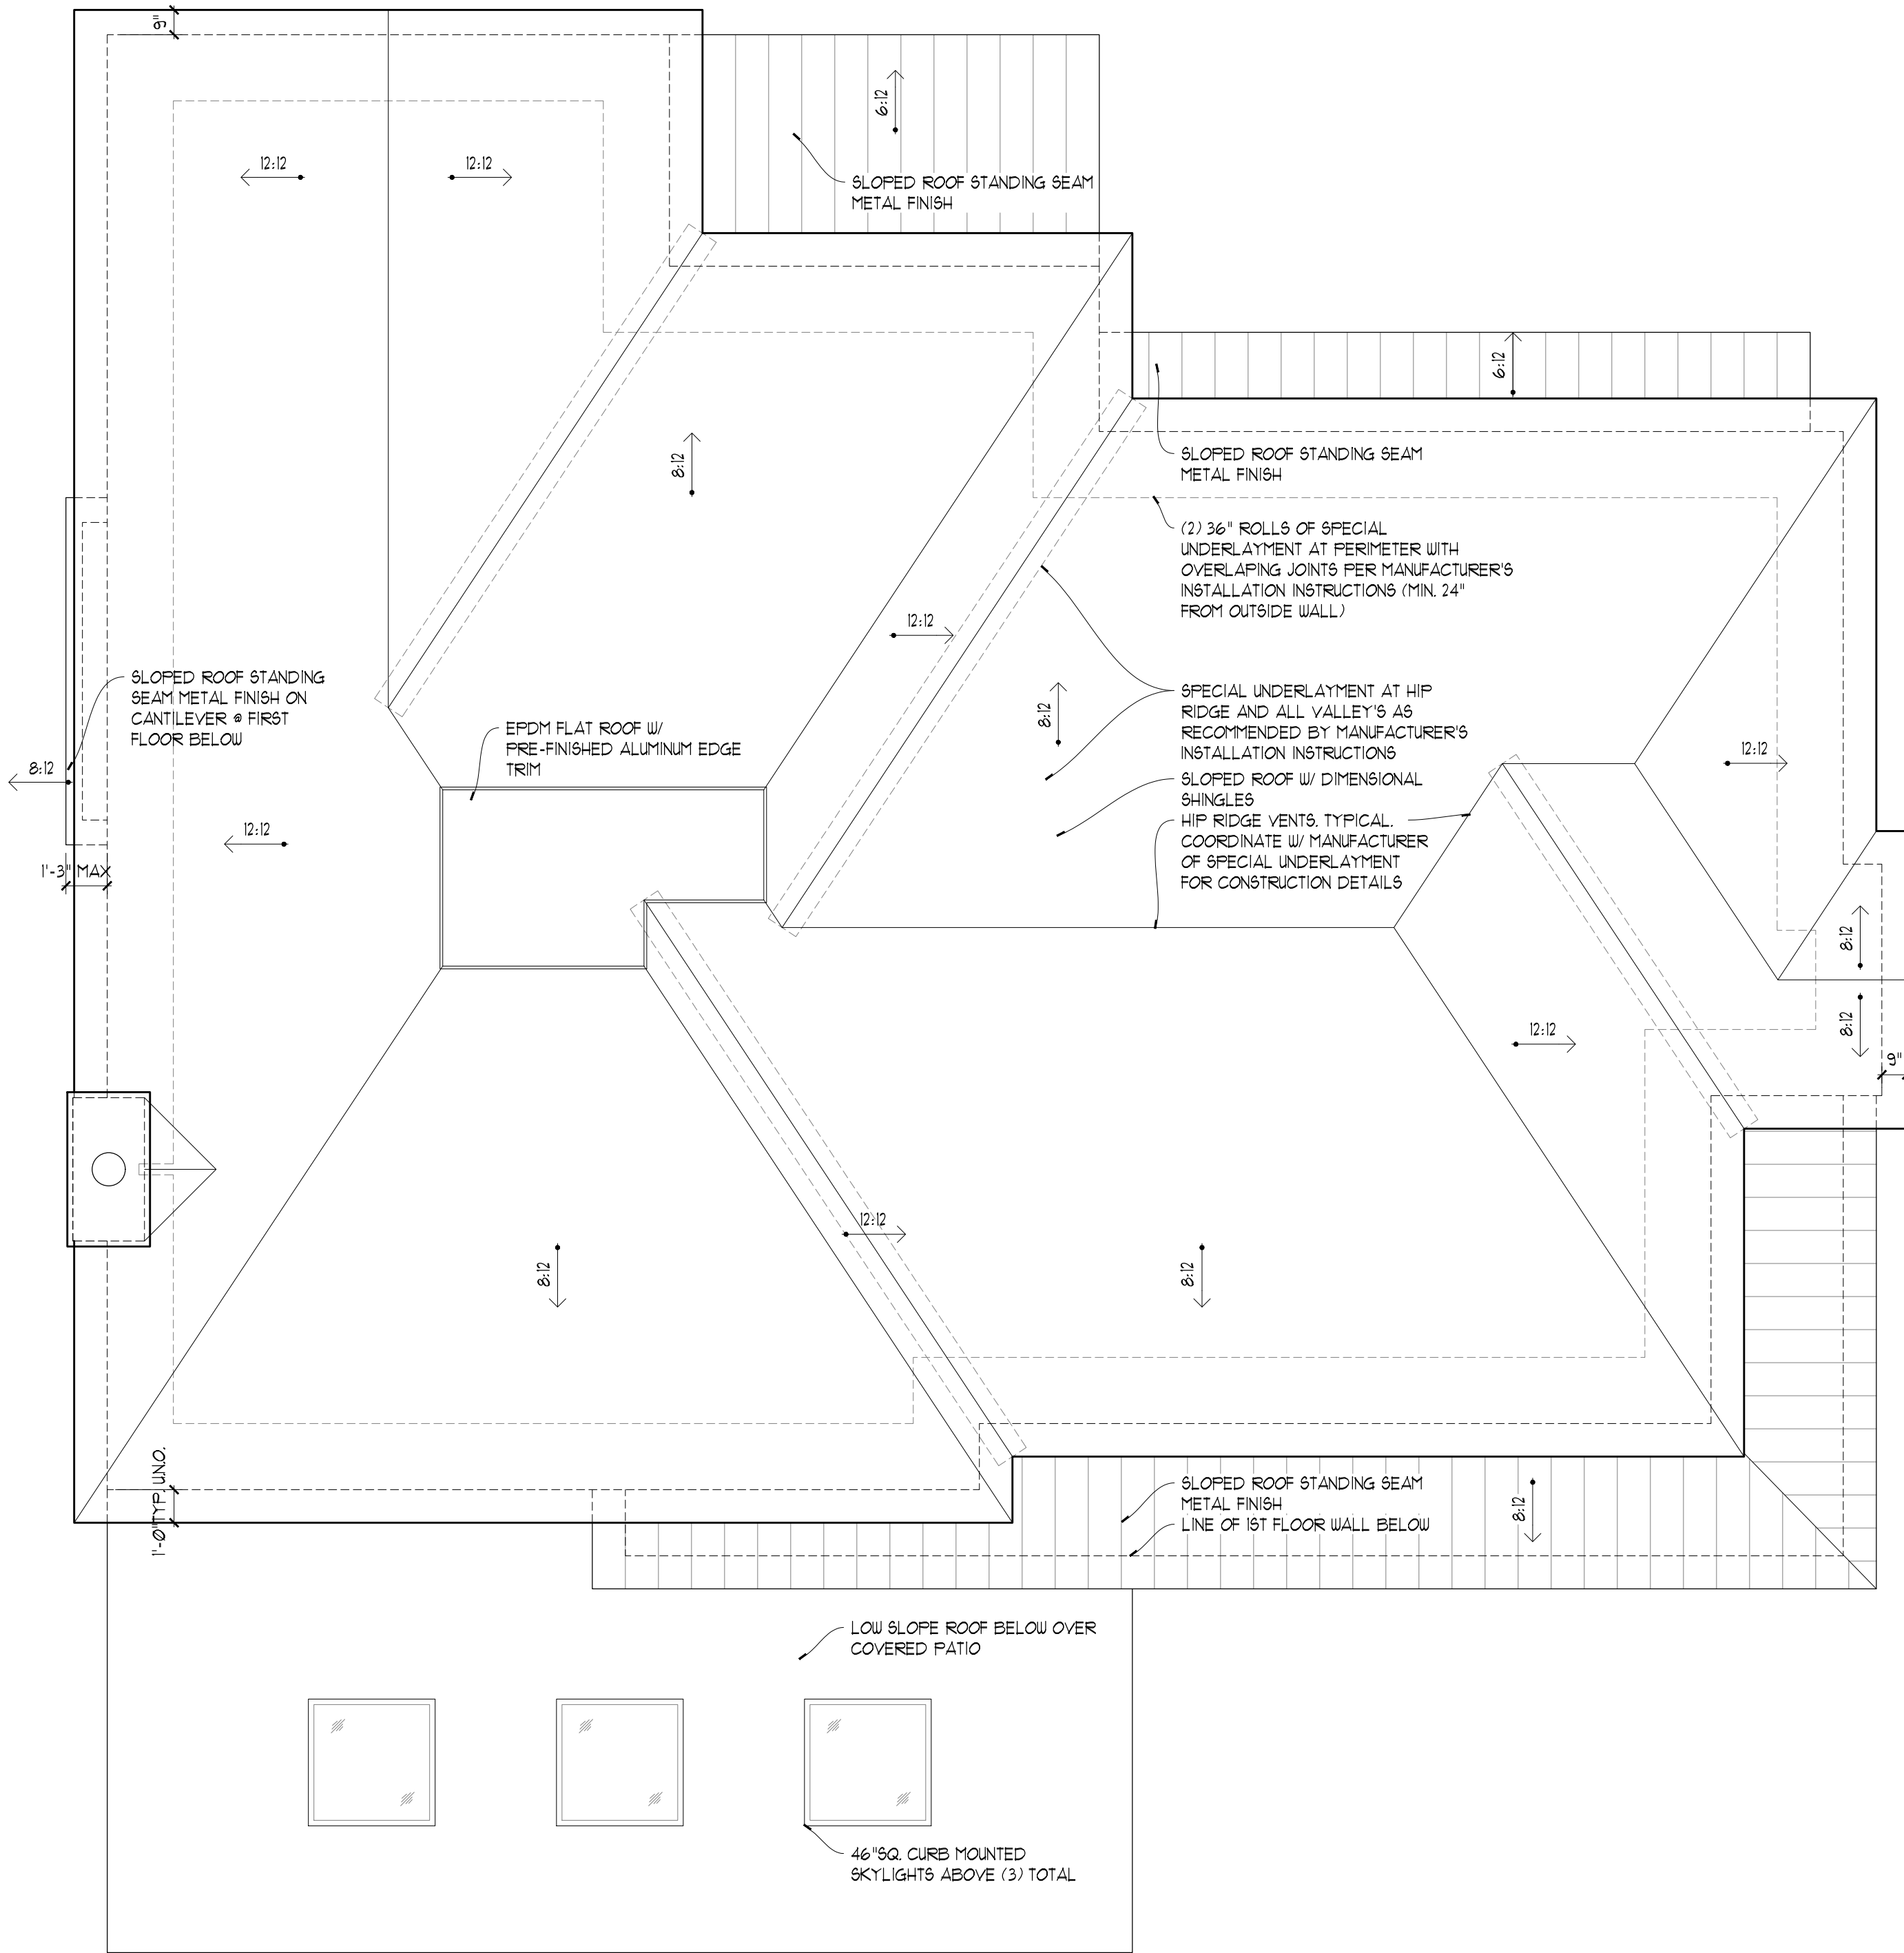 9"
6:12
12:12
12:12
SLOPED ROOF STANDING SEAM
METAL FINISH
6:12
8:12
SLOPED ROOF STANDING SEAM
METAL FINISH
(2) 36" ROLLS OF SPECIAL
UNDERLAYMENT AT PERIMETER WITH
OVERLAPING JOINTS PER MANUFACTURER'S
INSTALLATION INSTRUCTIONS (MIN. 24"
FROM OUTSIDE WALL)
12:12
SLOPED ROOF STANDING
SEAM METAL FINISH ON
CANTILEVER @ FIRST
FLOOR BELOW
8:12
SPECIAL UNDERLAYMENT AT HIP
RIDGE AND ALL VALLEY'S AS
RECOMMENDED BY MANUFACTURER'S
INSTALLATION INSTRUCTIONS
EPDM FLAT ROOF W/
PRE-FINISHED ALUMINUM EDGE
TRIM
12:12
8:12
SLOPED ROOF W/ DIMENSIONAL
SHINGLES
HIP RIDGE VENTS, TYPICAL.
COORDINATE W/ MANUFACTURER
OF SPECIAL UNDERLAYMENT
FOR CONSTRUCTION DETAILS
12:12
1'-3" MAX
8:12
8:12
12:12
9"
12:12
8:12
8:12
1'-0" TYP. U.N.O.
SLOPED ROOF STANDING SEAM
METAL FINISH
LINE OF 1ST FLOOR WALL BELOW
8:12
LOW SLOPE ROOF BELOW OVER
COVERED PATIO
46"SQ. CURB MOUNTED
SKYLIGHTS ABOVE (3) TOTAL